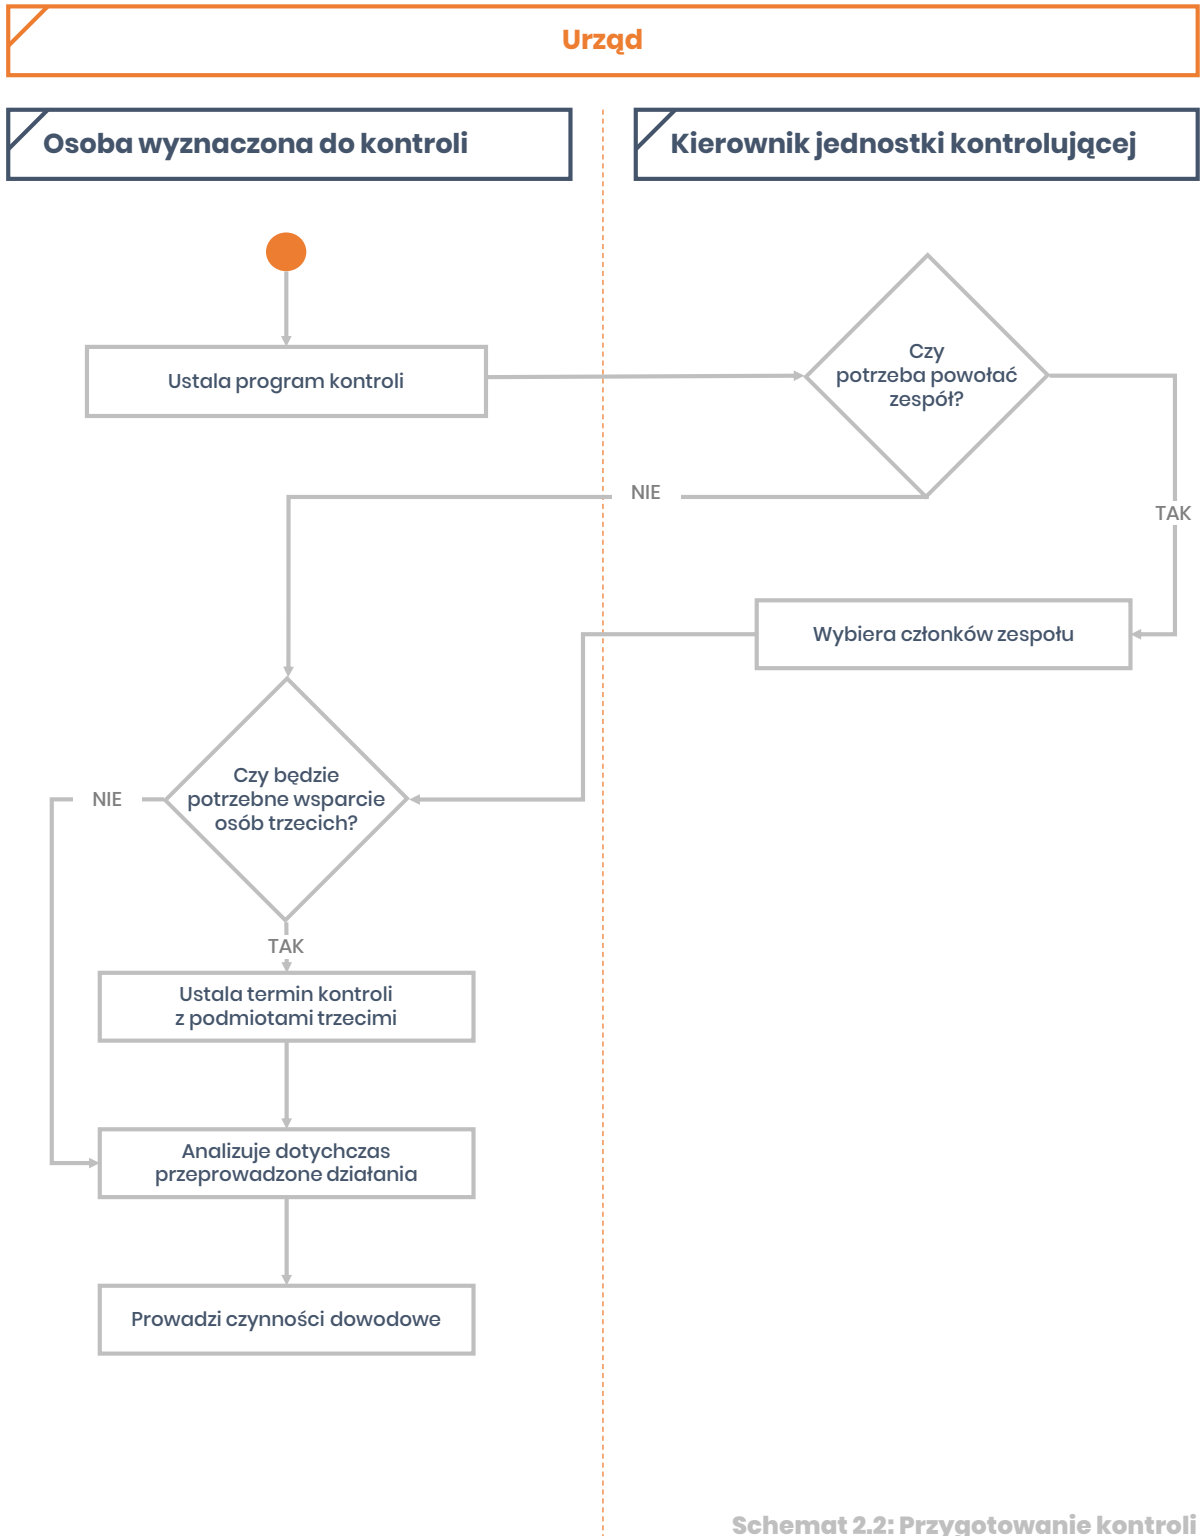 Urząd
Osoba wyznaczona do kontroli
Kierownik jednostki kontrolującej
Ustala program kontroli
Czy
potrzeba powołać
zespół?
NIE
TAK
Wybiera członków zespołu
Czy będzie
potrzebne wsparcie
osób trzecich?
NIE
TAK
Ustala termin kontroli
z podmiotami trzecimi
Analizuje dotychczas
przeprowadzone działania
Prowadzi czynności dowodowe
Schemat 2.2: Przygotowanie kontroli